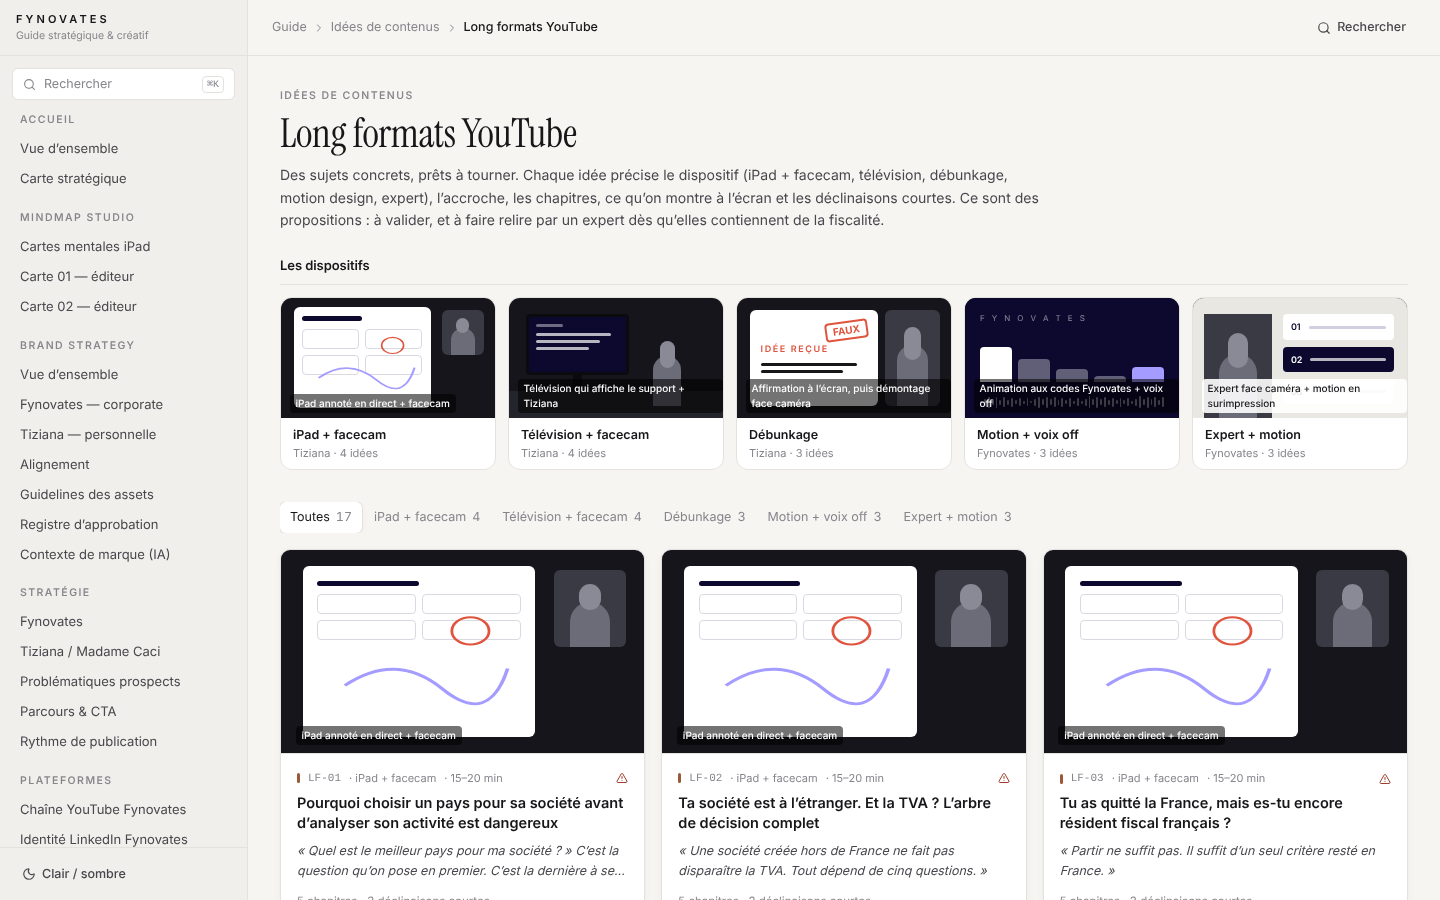 FYNOVATES
Guide stratégique & créatif
Rechercher
⌘K
ACCUEIL
Vue d’ensemble
Carte stratégique
MINDMAP STUDIO
Cartes mentales iPad
Carte 01 — éditeur
Carte 02 — éditeur
BRAND STRATEGY
Vue d’ensemble
Fynovates — corporate
Tiziana — personnelle
Alignement
Guidelines des assets
Registre d’approbation
Contexte de marque (IA)
STRATÉGIE
Fynovates
Tiziana / Madame Caci
Problématiques prospects
Parcours & CTA
Rythme de publication
PLATEFORMES
Chaîne YouTube Fynovates
Identité LinkedIn Fynovates
Clair / sombre
Guide > Idées de contenus > Long formats YouTube
Rechercher
IDÉES DE CONTENUS
Long formats YouTube
Des sujets concrets, prêts à tourner. Chaque idée précise le dispositif (iPad + facecam, télévision, débunkage,
motion design, expert), l’accroche, les chapitres, ce qu’on montre à l’écran et les déclinaisons courtes. Ce sont des
propositions : à valider, et à faire relire par un expert dès qu’elles contiennent de la fiscalité.
Les dispositifs
iPad annoté en direct + facecam
iPad + facecam
Tiziana · 4 idées
Télévision qui affiche le support +
Tiziana
Télévision + facecam
Tiziana · 4 idées
FAUX
IDÉE REÇUE
Affirmation à l’écran, puis démontage
face caméra
Débunkage
Tiziana · 3 idées
FYNOVATES
Animation aux codes Fynovates + voix
off
Motion + voix off
Fynovates · 3 idées
01
02
Expert face caméra + motion en
surimpression
Expert + motion
Fynovates · 3 idées
Toutes 17
iPad + facecam 4
Télévision + facecam 4
Débunkage 3
Motion + voix off 3
Expert + motion 3
iPad annoté en direct + facecam
LF-01 · iPad + facecam · 15–20 min
Pourquoi choisir un pays pour sa société avant
d’analyser son activité est dangereux
« Quel est le meilleur pays pour ma société ? » C’est la
question qu’on pose en premier. C’est la dernière à se…
5 chapitres · 3 déclinaisons courtes
iPad annoté en direct + facecam
LF-02 · iPad + facecam · 15–20 min
Ta société est à l’étranger. Et la TVA ? L’arbre
de décision complet
« Une société créée hors de France ne fait pas
disparaître la TVA. Tout dépend de cinq questions. »
iPad annoté en direct + facecam
LF-03 · iPad + facecam · 15–20 min
Tu as quitté la France, mais es-tu encore
résident fiscal français ?
« Partir ne suffit pas. Il suffit d’un seul critère resté en
France. »